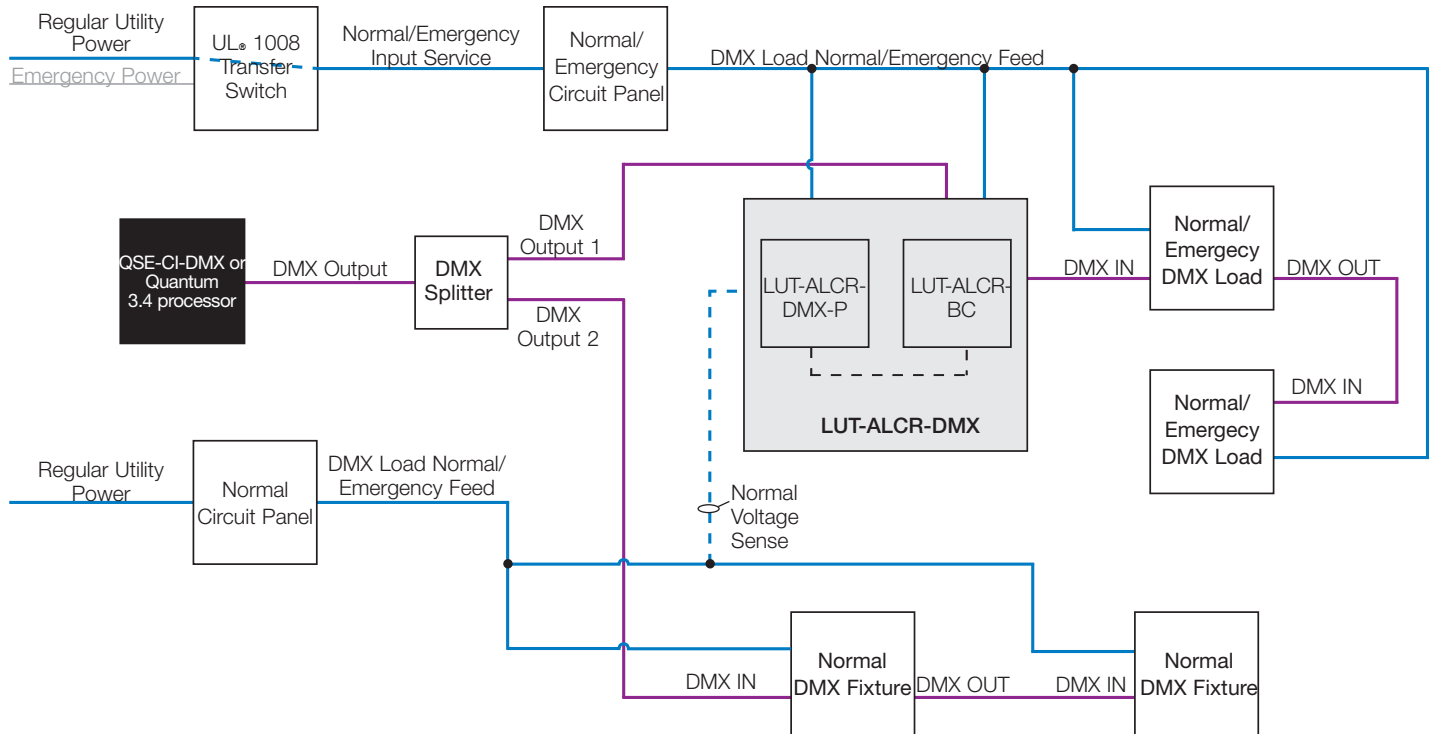 Regular Utility
Power
Emergency Power
UL® 1008
Transfer
Switch
Normal/Emergency
Input Service
Normal/
Emergency
Circuit Panel
DMX Load Normal/Emergency Feed
QSE-CI-DMX or
Quantum
3.4 processor
DMX Output
DMX
Splitter
DMX
Output 1
DMX
Output 2
LUT-ALCR-
DMX-P
LUT-ALCR-
BC
LUT-ALCR-DMX
DMX IN
Normal/
Emergecy
DMX Load
DMX OUT
DMX IN
Normal/
Emergecy
DMX Load
Regular Utility
Power
Normal
Circuit Panel
DMX Load Normal/
Emergency Feed
Normal
Voltage
Sense
DMX IN
Normal
DMX Fixture
DMX OUT
DMX IN
Normal
DMX Fixture